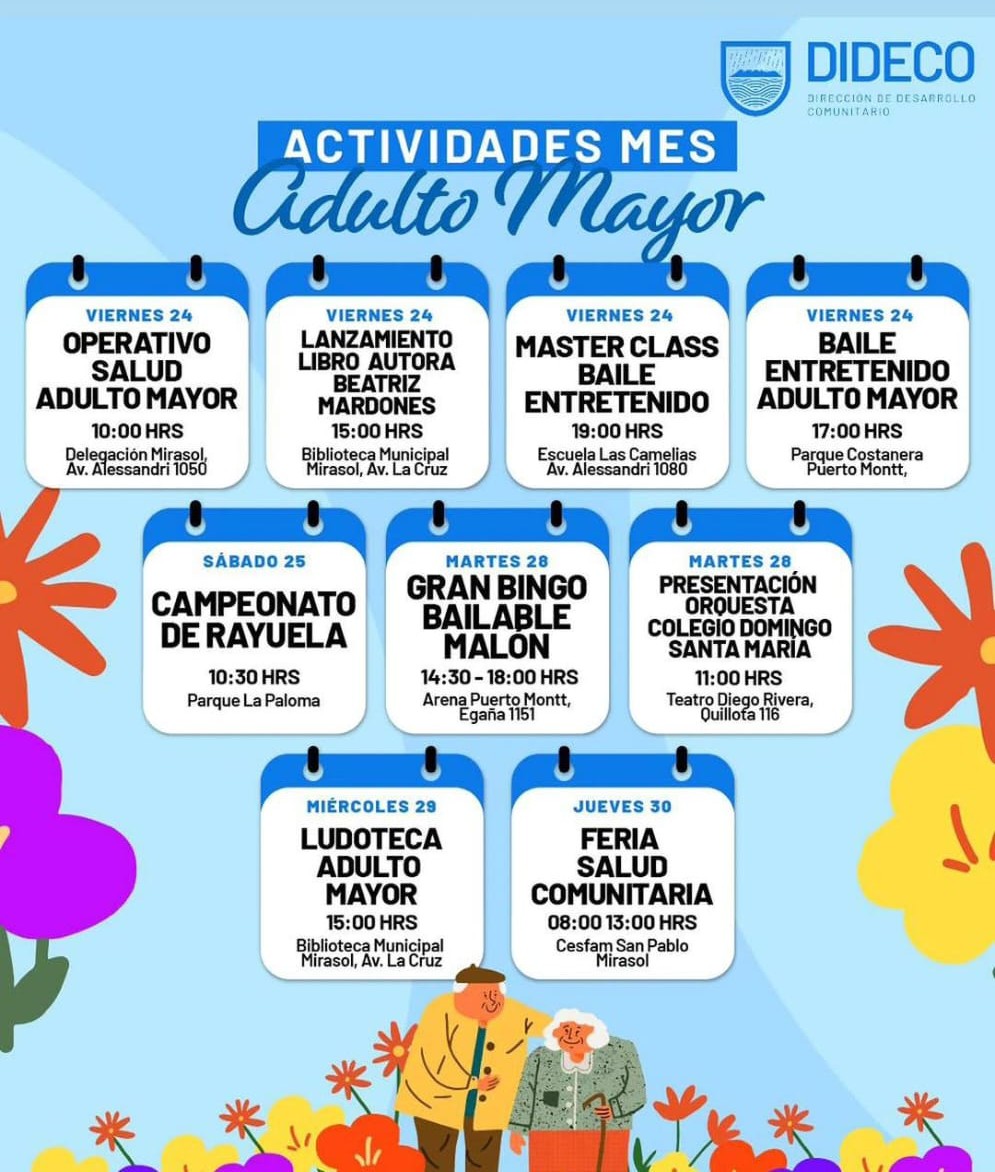 DIDECO
DIRECCIÓN DE DESARROLLO
COMUNITARIO
ACTIVIDADES MES
Adulto Mayor
VIERNES 24
OPERATIVO
SALUD
ADULTO MAYOR
10:00 HRS
Delegación Mirasol,
Av. Alessandri 1050
VIERNES 24
LANZAMIENTO
LIBRO AUTORA
BEATRIZ
MARDONES
15:00 HRS
Biblioteca Municipal
Mirasol, Av. La Cruz
VIERNES 24
MASTER CLASS
BAILE
ENTRETENIDO
19:00 HRS
Escuela Las Camelias
Av. Alessandri 1080
VIERNES 24
BAILE
ENTRETENIDO
ADULTO MAYOR
17:00 HRS
Parque Costanera
Puerto Montt,
SÁBADO 25
CAMPEONATO
DE RAYUELA
10:30 HRS
Parque La Paloma
MARTES 28
GRAN BINGO
BAILABLE
MALÓN
14:30 - 18:00 HRS
Arena Puerto Montt,
Egaña 1151
MARTES 28
PRESENTACIÓN
ORQUESTA
COLEGIO DOMINGO
SANTA MARÍA
11:00 HRS
Teatro Diego Rivera,
Quillota 116
MIÉRCOLES 29
LUDOTECA
ADULTO
MAYOR
15:00 HRS
Biblioteca Municipal
Mirasol, Av. La Cruz
JUEVES 30
FERIA
SALUD
COMUNITARIA
08:00 13:00 HRS
Cesfam San Pablo
Mirasol